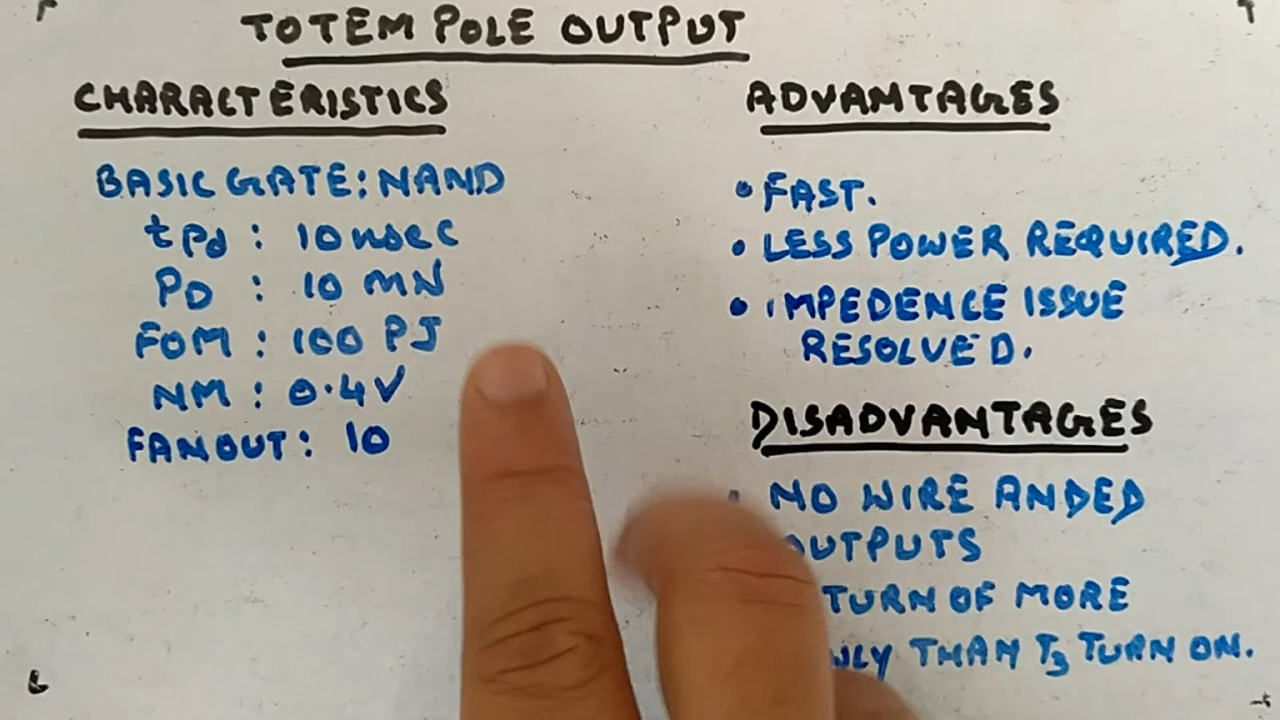 TOTEM POLE OUTPUT
CHARACTERISTICS
BASIC GATE: NAND
tpd : 10 nsec
PD : 10 MW
FOM : 100 PJ
NM : 0.4V
FANOUT : 10
ADVANTAGES
• FAST.
• LESS POWER REQUIRED.
• IMPEDENCE ISSUE
RESOLVED.
DISADVANTAGES
• NO WIRE ANDED
OUTPUTS
TURN OF MORE
THAN T3 TURN ON.